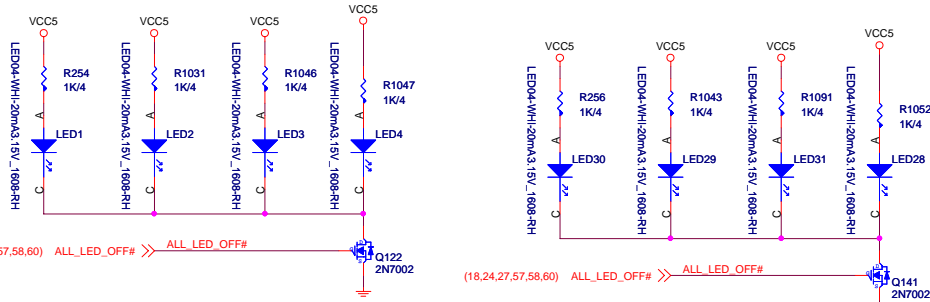 VCC5
VCC5
VCC5
VCC5
LED04-WHI-20mA3.15V_1608-RH
R254
1K/4
A
LED1
C
LED04-WHI-20mA3.15V_1608-RH
R1031
1K/4
A
LED2
C
LED04-WHI-20mA3.15V_1608-RH
R1046
1K/4
A
LED3
C
LED04-WHI-20mA3.15V_1608-RH
R1047
1K/4
A
LED4
C
57,58,60) ALL_LED_OFF#
ALL_LED_OFF#
Q122
2N7002
VCC5
VCC5
VCC5
VCC5
LED04-WHI-20mA3.15V_1608-RH
R256
1K/4
A
LED30
C
LED04-WHI-20mA3.15V_1608-RH
R1043
1K/4
A
LED29
C
LED04-WHI-20mA3.15V_1608-RH
R1091
1K/4
A
LED31
C
LED04-WHI-20mA3.15V_1608-RH
R1052
1K/4
A
LED28
C
(18,24,27,57,58,60) ALL_LED_OFF#
ALL_LED_OFF#
Q141
2N7002